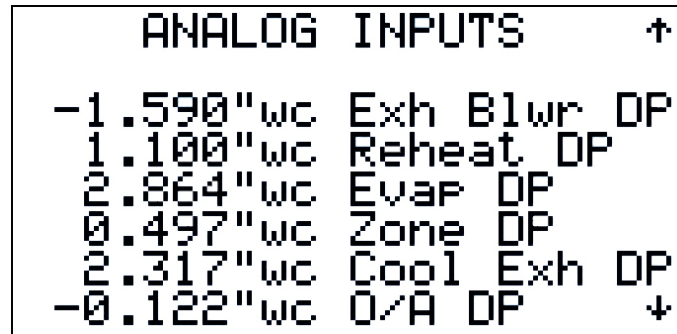 ANALOG INPUTS ↑
-1.590"wc Exh Blwr DP
1.100"wc Reheat DP
2.864"wc Evap DP
0.497"wc Zone DP
2.317"wc Cool Exh DP
-0.122"wc O/A DP ↓